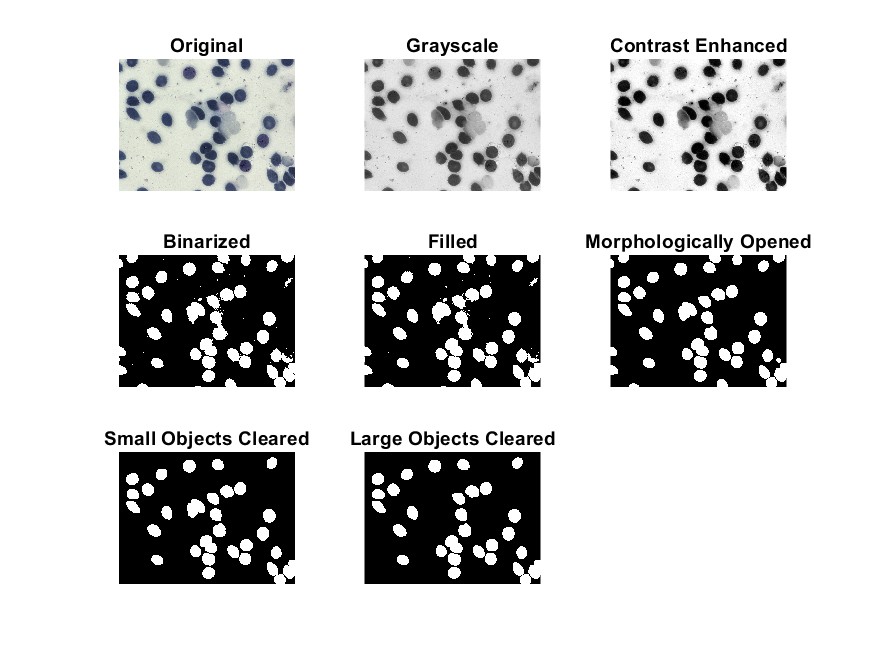 Original
Grayscale
Contrast Enhanced
Binarized
Filled
Morphologically Opened
Small Objects Cleared
Large Objects Cleared